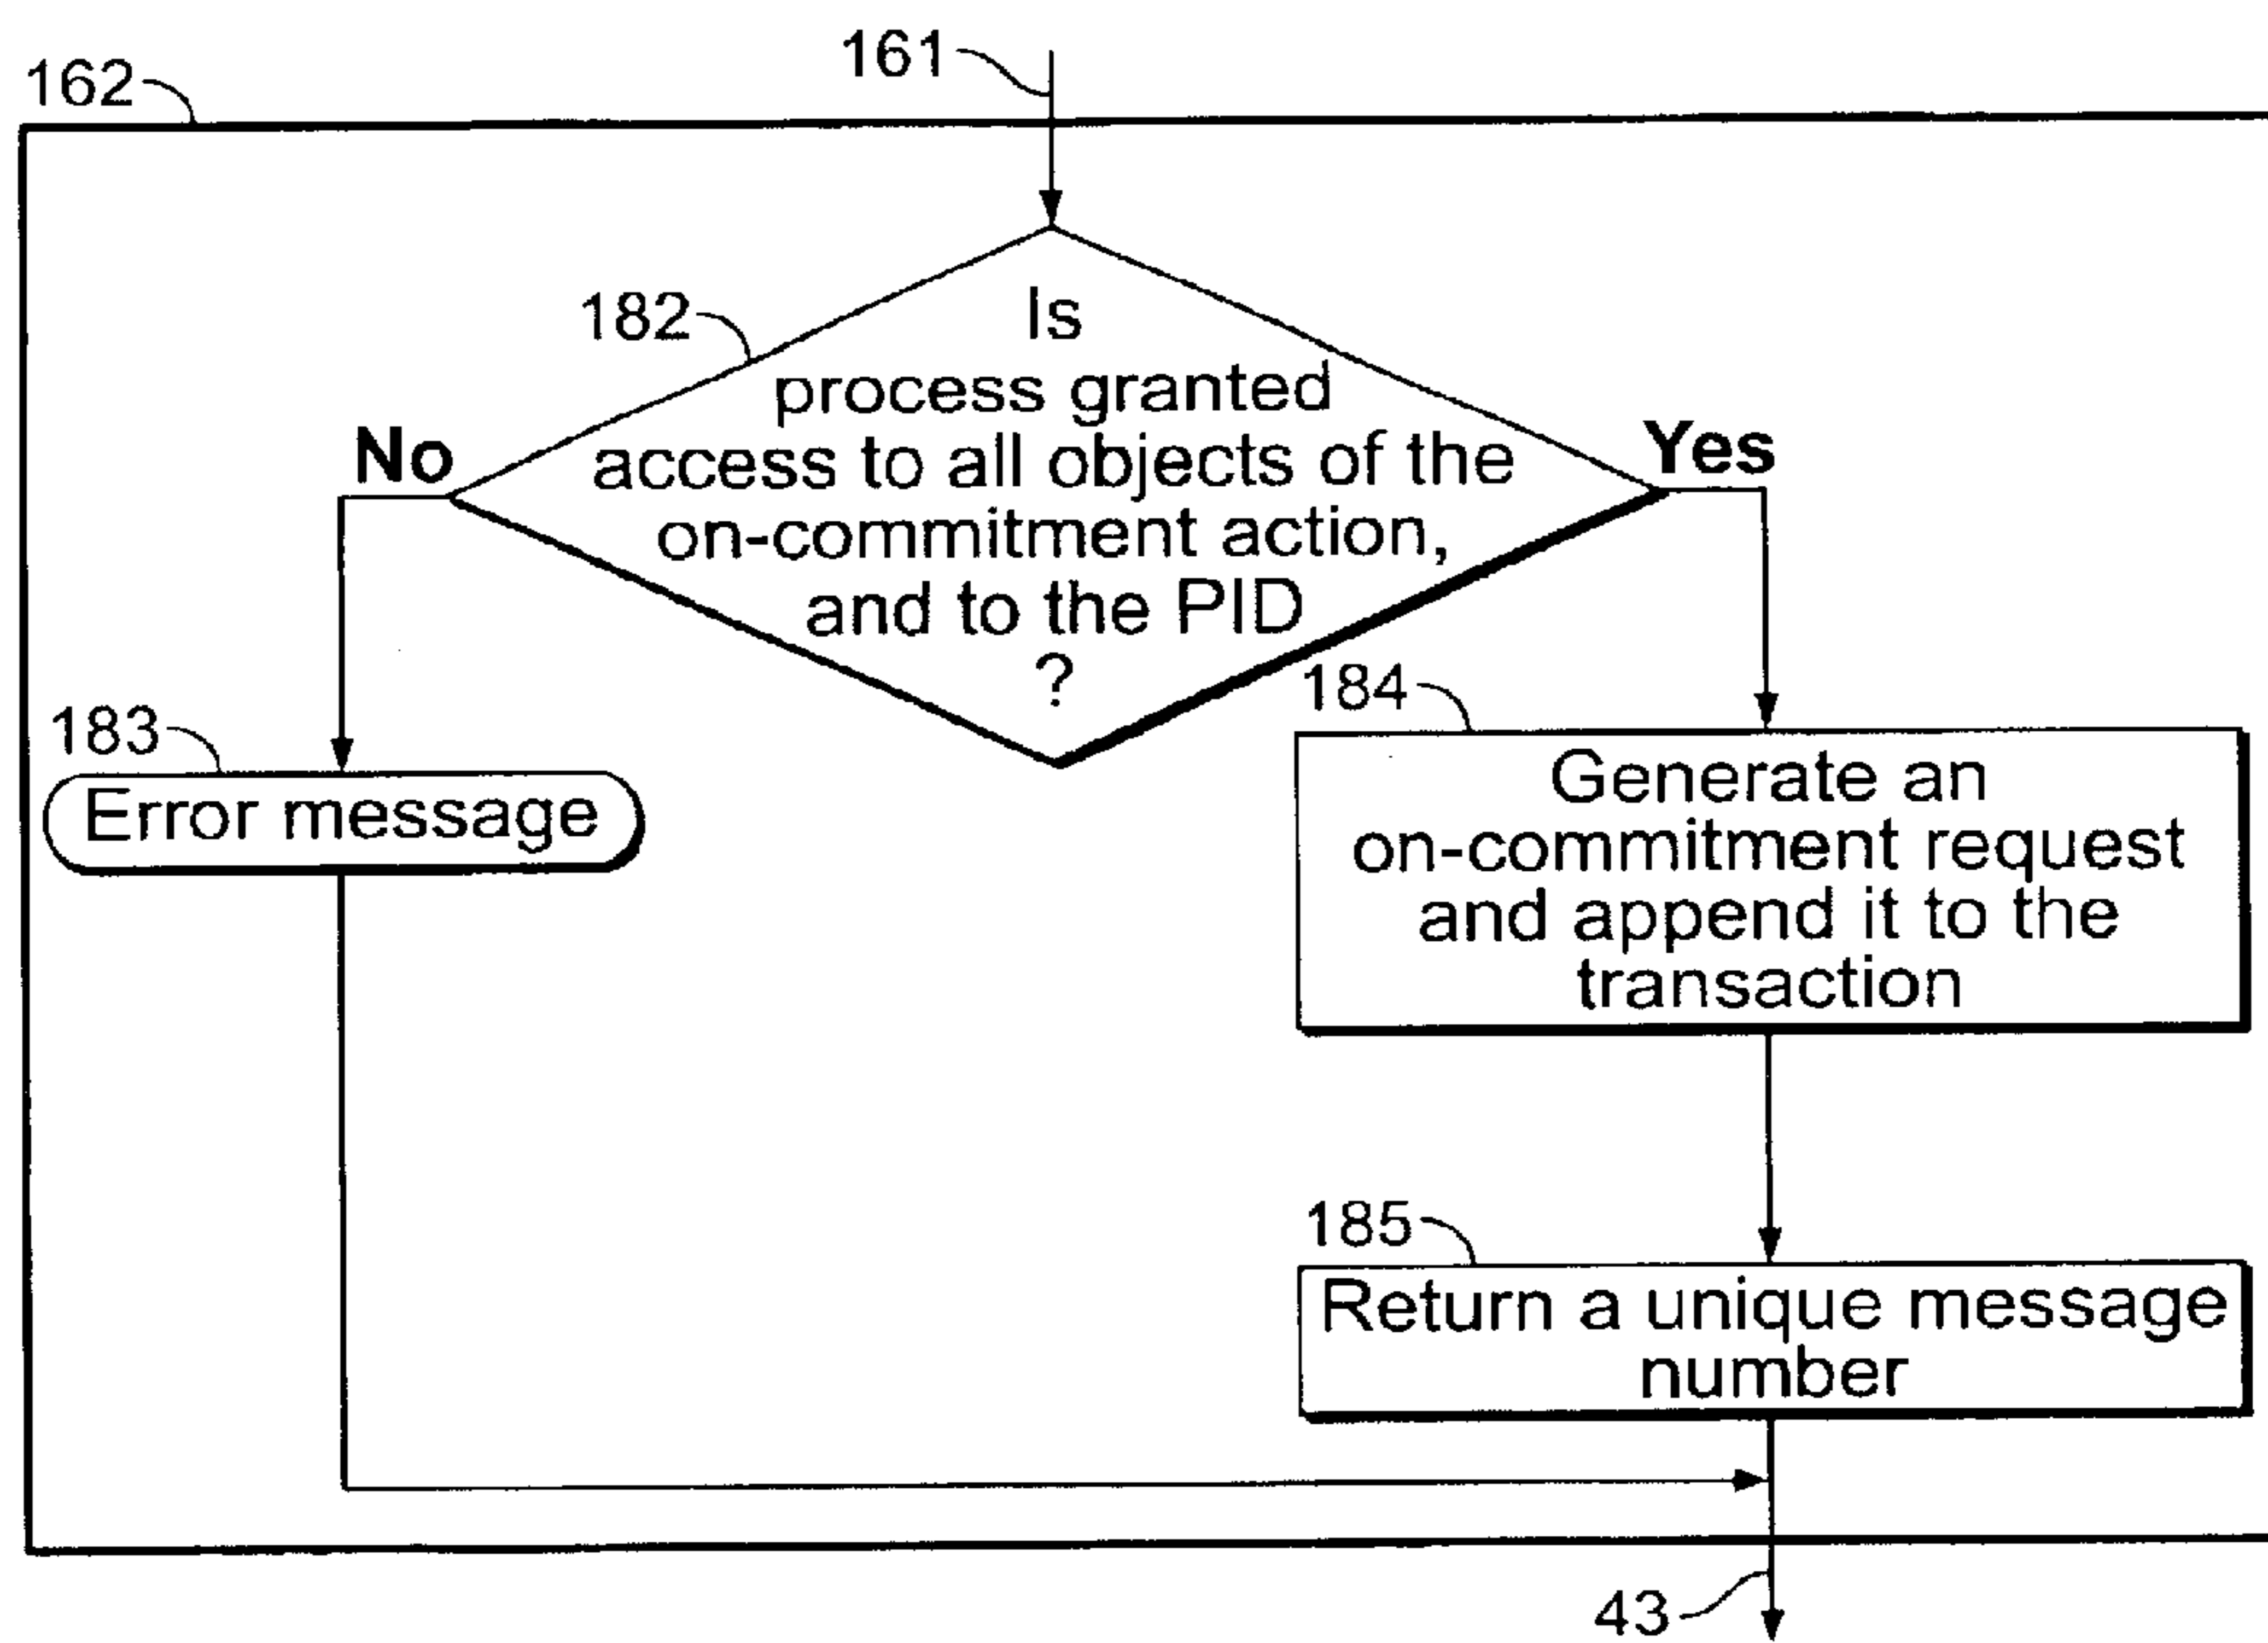 161
162
182
Is
process granted
access to all objects of the
on-commitment action,
and to the PID
?
No
Yes
183
Error message
184
Generate an
on-commitment request
and append it to the
transaction
185
Return a unique message
number
43